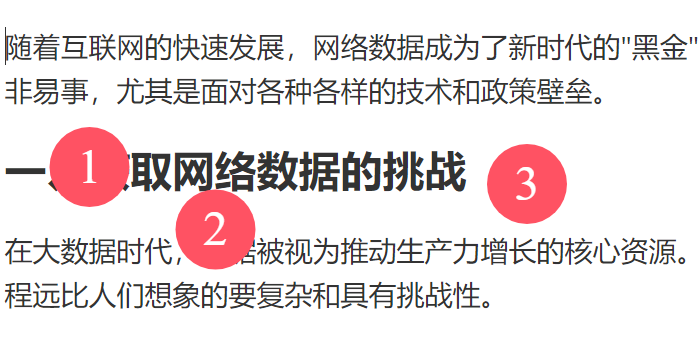 随着互联网的快速发展，网络数据成为了新时代的"黑金"
非易事，尤其是面对各种各样的技术和政策壁垒。
1
一、取网络数据的挑战
3
2
在大数据时代，据被视为推动生产力增长的核心资源。
程远比人们想象的要复杂和具有挑战性。